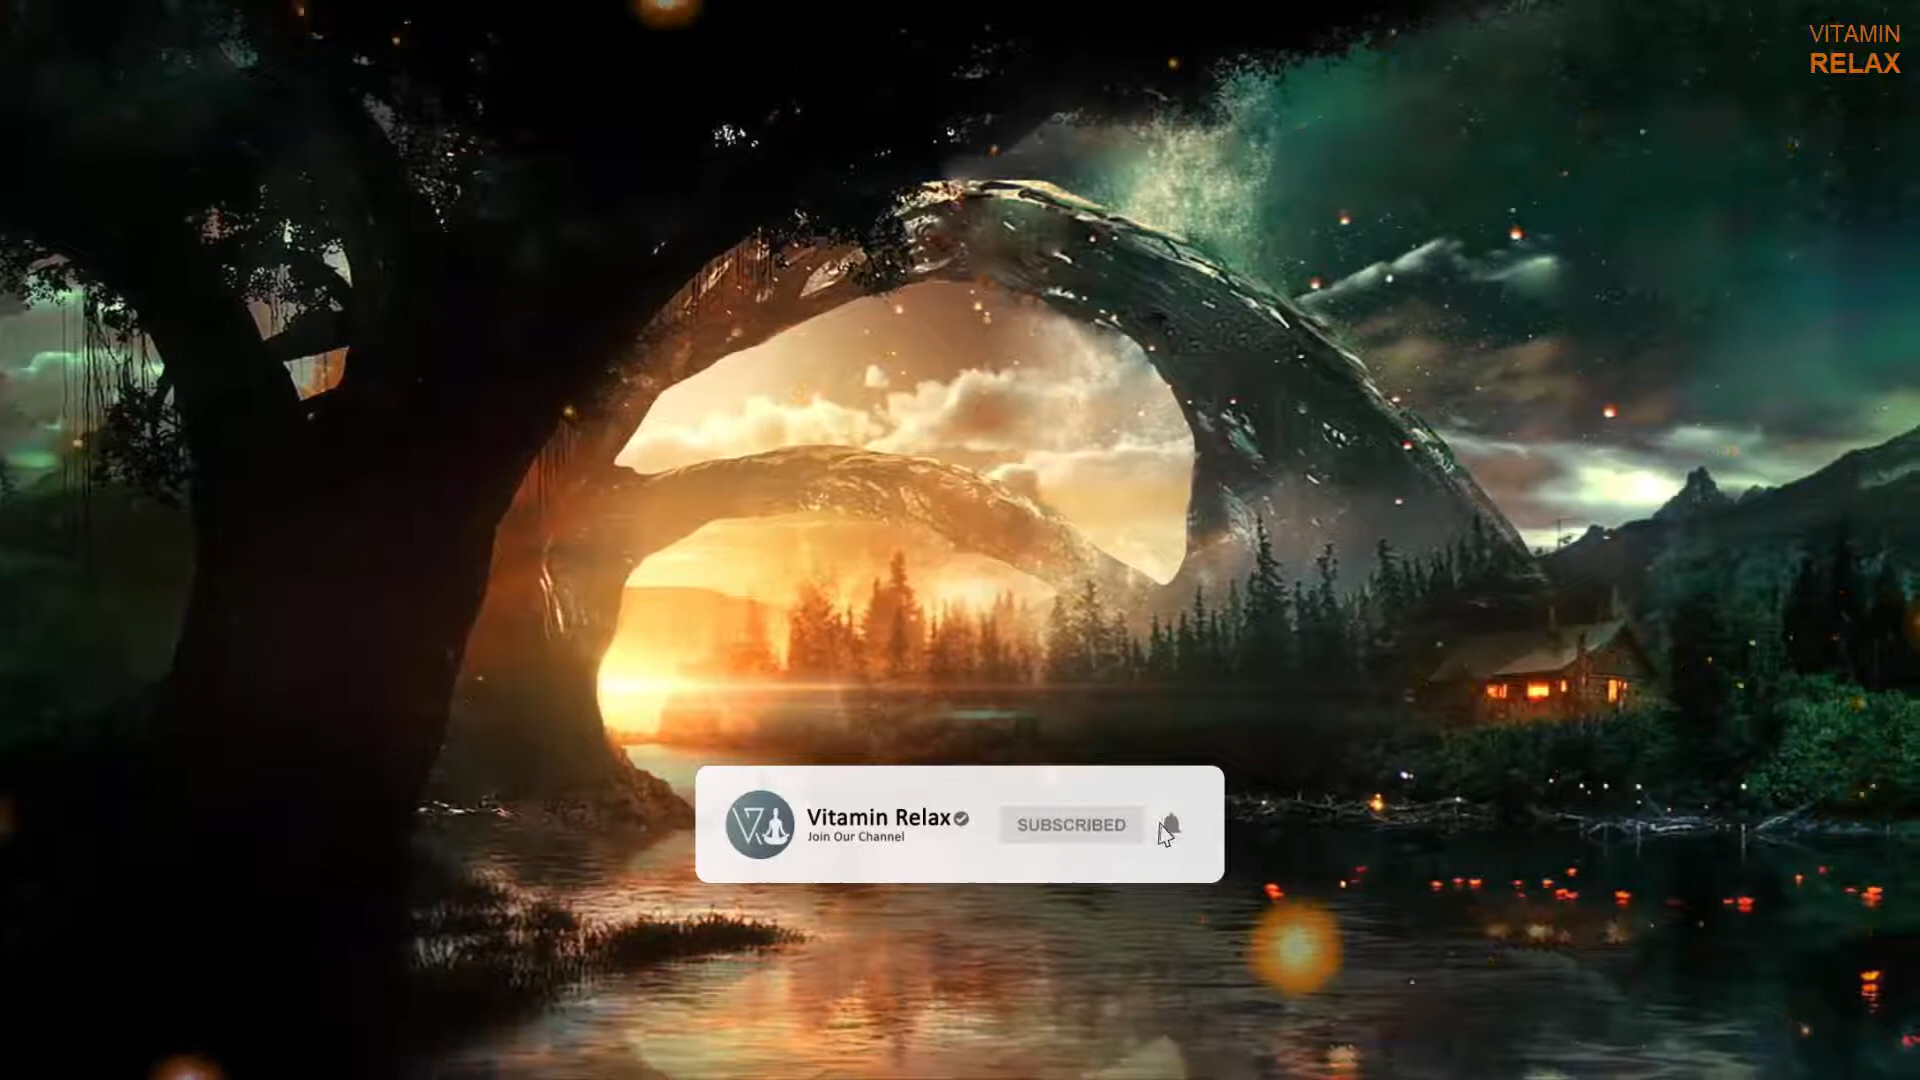 VITAMIN
RELAX
Vitamin Relax
Join Our Channel
SUBSCRIBED